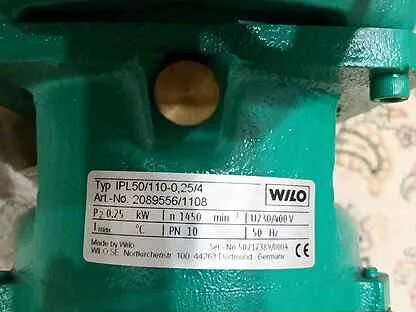 Typ IPL50/110-0,25/4
Art.-No. 2089556/1108
WILO
P₂ 0.25 kW n 1450 min⁻¹ U 230/400 V
Tmax °C PN 10 50 Hz
Made by Wilo
WILO SE Nortkirchenstr. 100 44263 Dortmund Germany CE